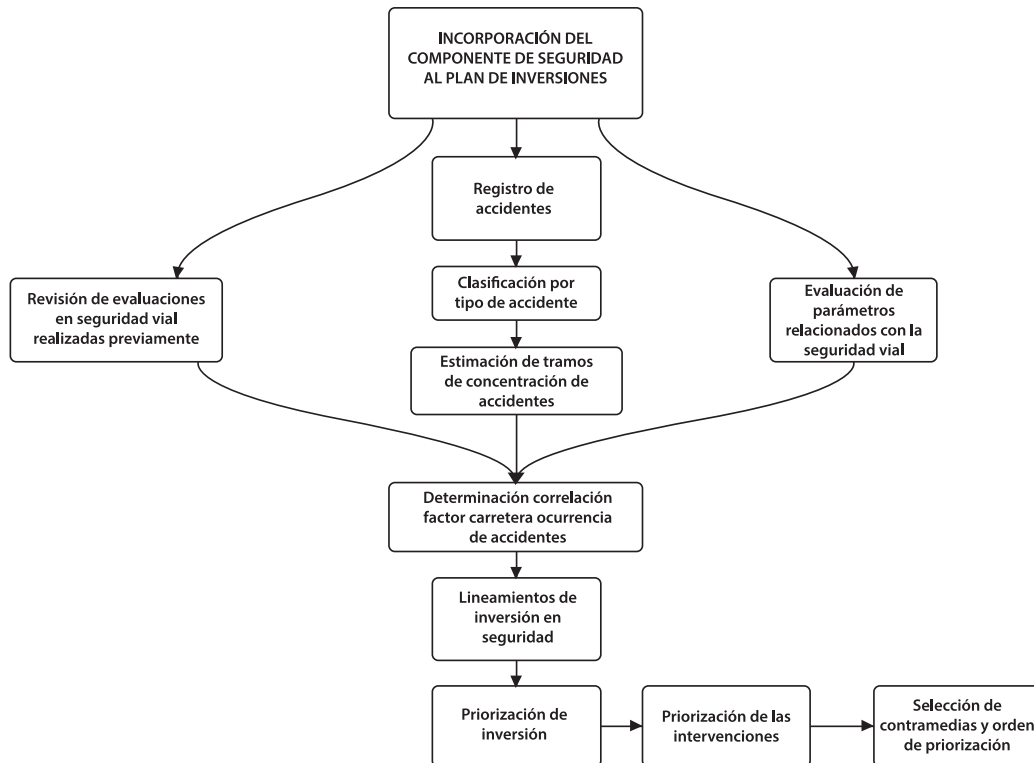 INCORPORACIÓN DEL
COMPONENTE DE SEGURIDAD
AL PLAN DE INVERSIONES
Registro de
accidentes
Revisión de evaluaciones
en seguridad vial
realizadas previamente
Clasificación por
tipo de accidente
Evaluación de
parámetros
relacionados con la
seguridad vial
Estimación de tramos
de concentración de
accidentes
Determinación correlación
factor carretera ocurrencia
de accidentes
Lineamientos de
inversión en
seguridad
Priorización de
inversión
Priorización de las
intervenciones
Selección de
contramedias y orden
de priorización